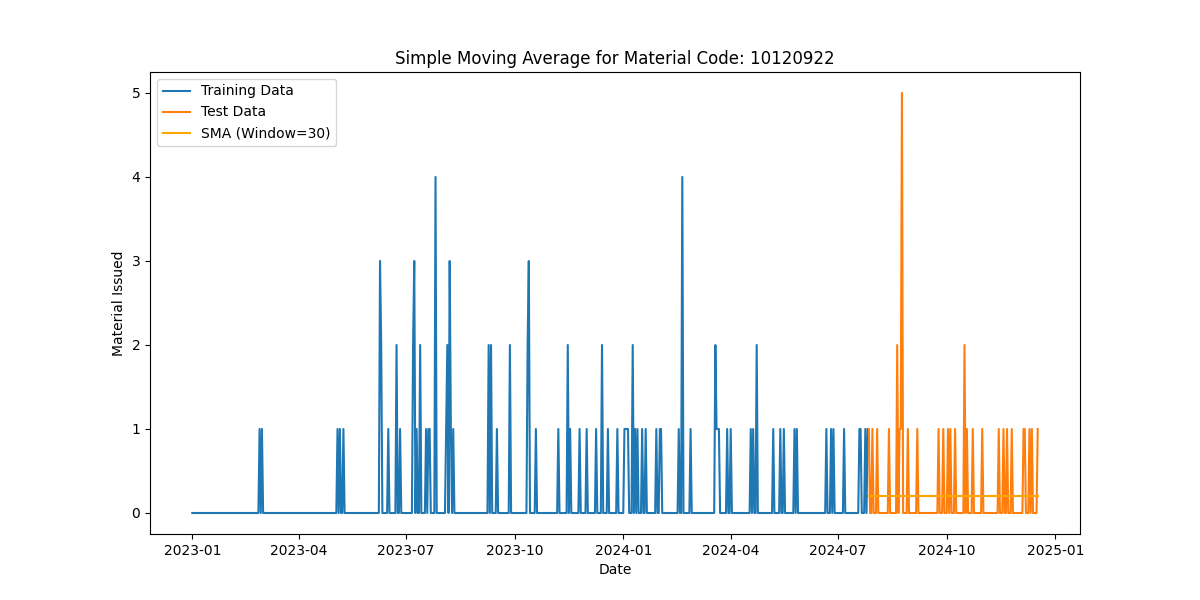 Simple Moving Average for Material Code: 10120922
Training Data
Test Data
SMA (Window=30)
Material Issued
5
4
3
2
1
0
2023-01 2023-04 2023-07 2023-10 2024-01 2024-04 2024-07 2024-10 2025-01
Date